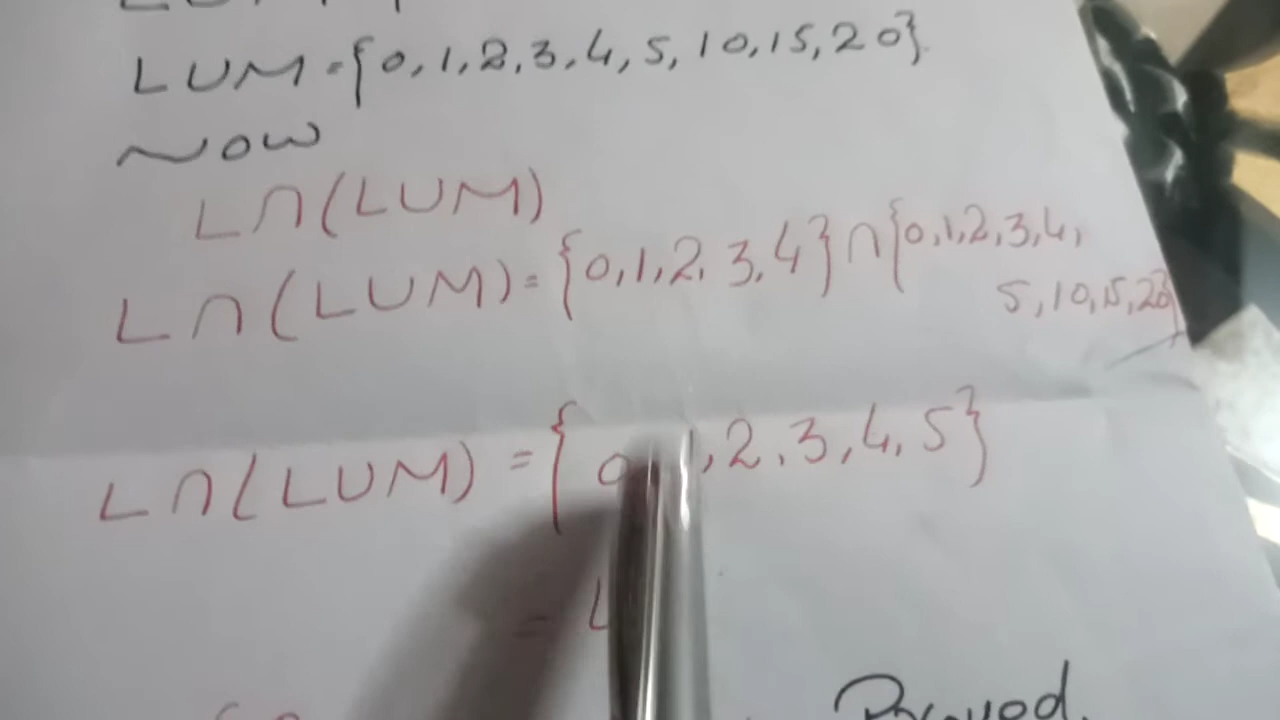 LUM={0,1,2,3,4,5,10,15,20}
NOW
L∩(LUM)
L∩(LUM)={0,1,2,3,4}∩{0,1,2,3,4,
5,10,15,20}
L∩(LUM)={0,1,2,3,4,5}
= L
Proved.